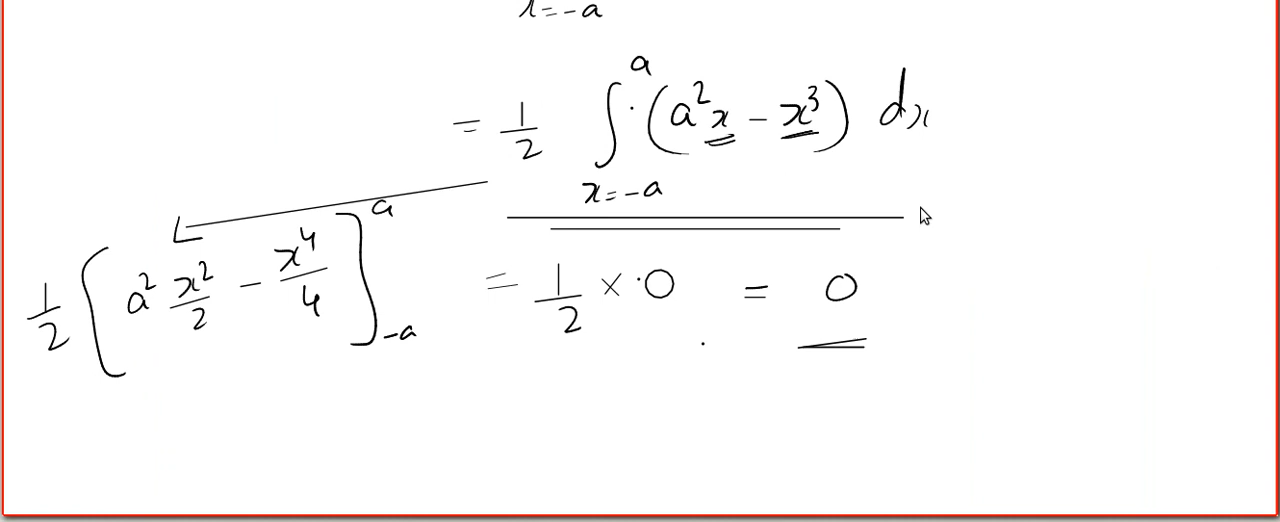 x=-a
= 1/2 ∫_{x=-a}^{a} (a²x - x³) dx
1/2 [a² x²/2 - x⁴/4]_{-a}^{a} = 1/2 × 0 = 0